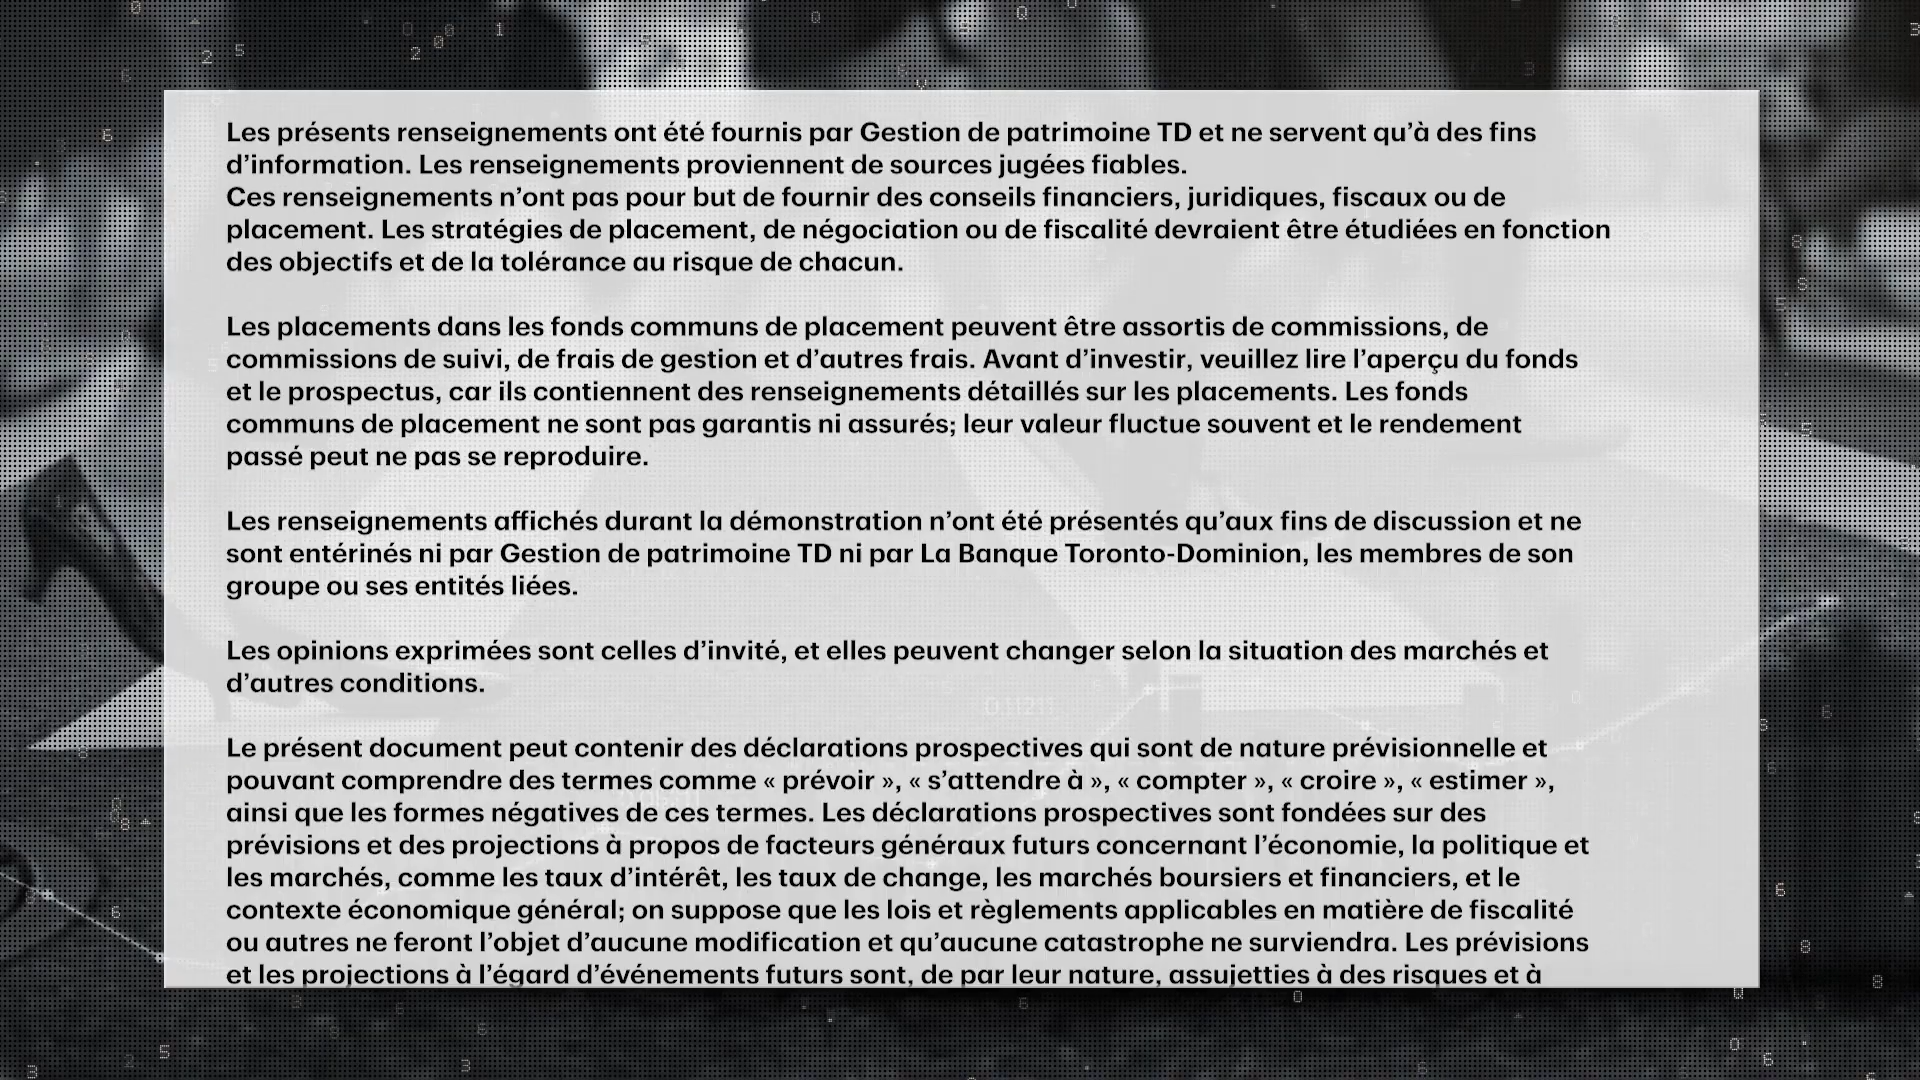 Les présents renseignements ont été fournis par Gestion de patrimoine TD et ne servent qu’à des fins
d’information. Les renseignements proviennent de sources jugées fiables.
Ces renseignements n’ont pas pour but de fournir des conseils financiers, juridiques, fiscaux ou de
placement. Les stratégies de placement, de négociation ou de fiscalité devraient être étudiées en fonction
des objectifs et de la tolérance au risque de chacun.
Les placements dans les fonds communs de placement peuvent être assortis de commissions, de
commissions de suivi, de frais de gestion et d’autres frais. Avant d’investir, veuillez lire l’aperçu du fonds
et le prospectus, car ils contiennent des renseignements détaillés sur les placements. Les fonds
communs de placement ne sont pas garantis ni assurés; leur valeur fluctue souvent et le rendement
passé peut ne pas se reproduire.
Les renseignements affichés durant la démonstration n’ont été présentés qu’aux fins de discussion et ne
sont entérinés ni par Gestion de patrimoine TD ni par La Banque Toronto-Dominion, les membres de son
groupe ou ses entités liées.
Les opinions exprimées sont celles d’invité, et elles peuvent changer selon la situation des marchés et
d’autres conditions.
Le présent document peut contenir des déclarations prospectives qui sont de nature prévisionnelle et
pouvant comprendre des termes comme « prévoir », « s’attendre à », « compter », « croire », « estimer »,
ainsi que les formes négatives de ces termes. Les déclarations prospectives sont fondées sur des
prévisions et des projections à propos de facteurs généraux futurs concernant l’économie, la politique et
les marchés, comme les taux d’intérêt, les taux de change, les marchés boursiers et financiers, et le
contexte économique général; on suppose que les lois et règlements applicables en matière de fiscalité
ou autres ne feront l’objet d’aucune modification et qu’aucune catastrophe ne surviendra. Les prévisions
et les projections à l’égard d’événements futurs sont, de par leur nature, assujetties à des risques et à